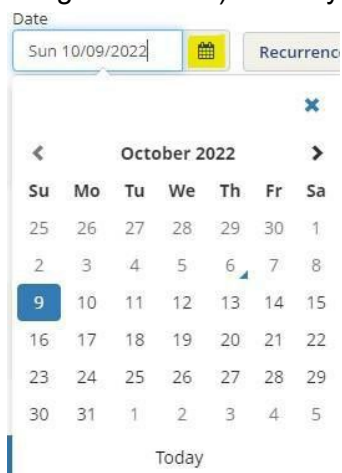 Date
Sun 10/09/2022 Recurrenc
October 2022
Su Mo Tu We Th Fr Sa
25 26 27 28 29 30 1
2 3 4 5 6 7 8
9 10 11 12 13 14 15
16 17 18 19 20 21 22
23 24 25 26 27 28 29
30 31 1 2 3 4 5
Today